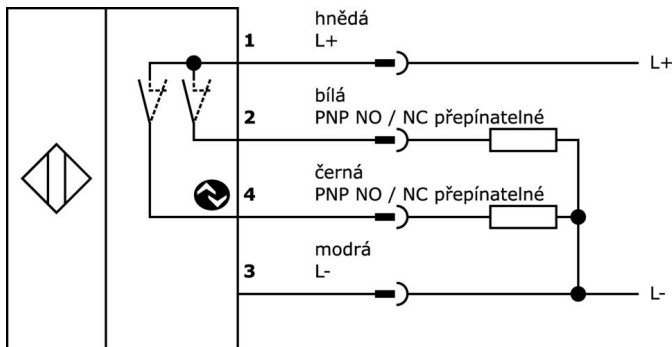 hnědá
1 L+
L+
bílá
2 PNP NO / NC přepínatelné
černá
4 PNP NO / NC přepínatelné
modrá
3 L-
L-